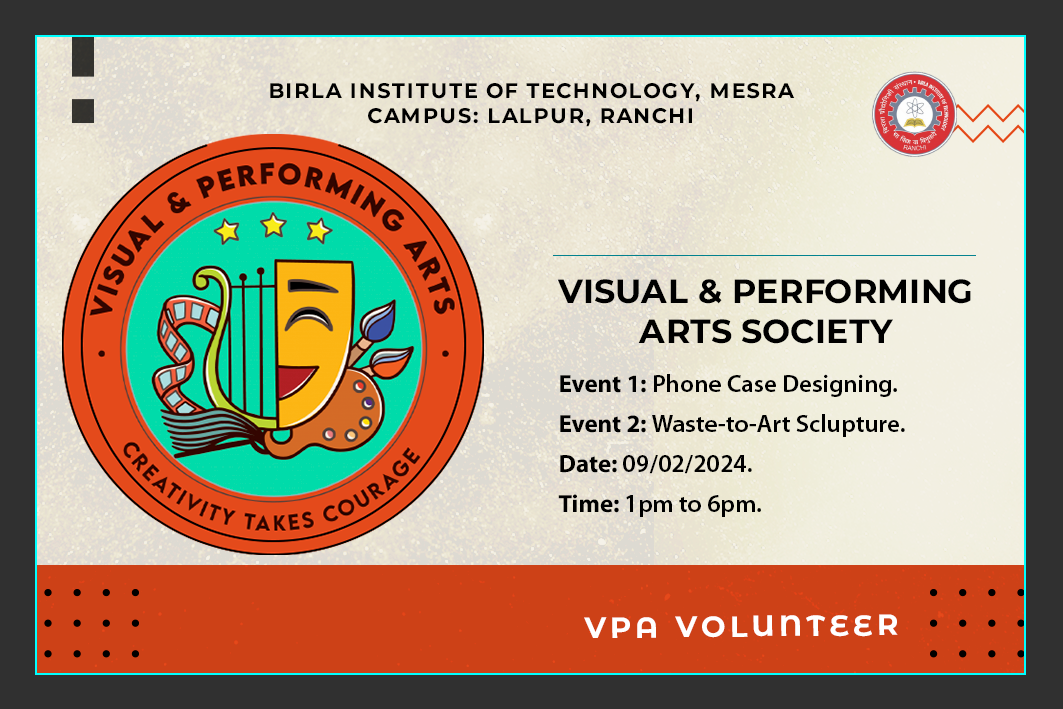 BIRLA INSTITUTE OF TECHNOLOGY, MESRA
CAMPUS: LALPUR, RANCHI
RANCHI
VISUAL & PERFORMING ARTS
CREATIVITY TAKES COURAGE
VISUAL & PERFORMING
ARTS SOCIETY
Event 1: Phone Case Designing.
Event 2: Waste-to-Art Sclupture.
Date: 09/02/2024.
Time: 1pm to 6pm.
VPA VOLUNTEER